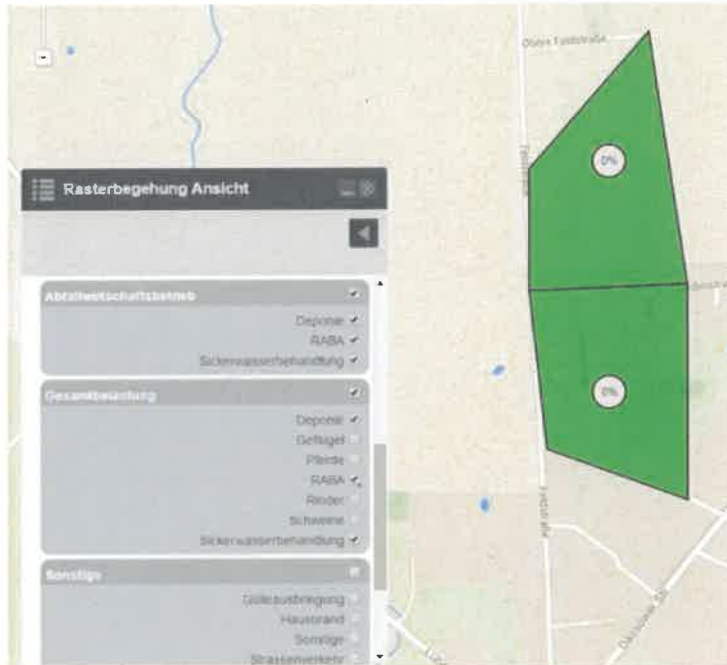 Obere Feldstraße
Rasterbegehung Ansicht
0%
Abfallwirtschaftsbetrieb
Deponie
RABA
Sickerwasserbehandlung
Gesamtbelastung
Deponie
Geflügel
Pferde
RABA
Rinder
Schweine
Sickerwasserbehandlung
0%
Feldstraße
Sonstige
Gülleausbringung
Hausbrand
Sonstige
Strassenverkehr